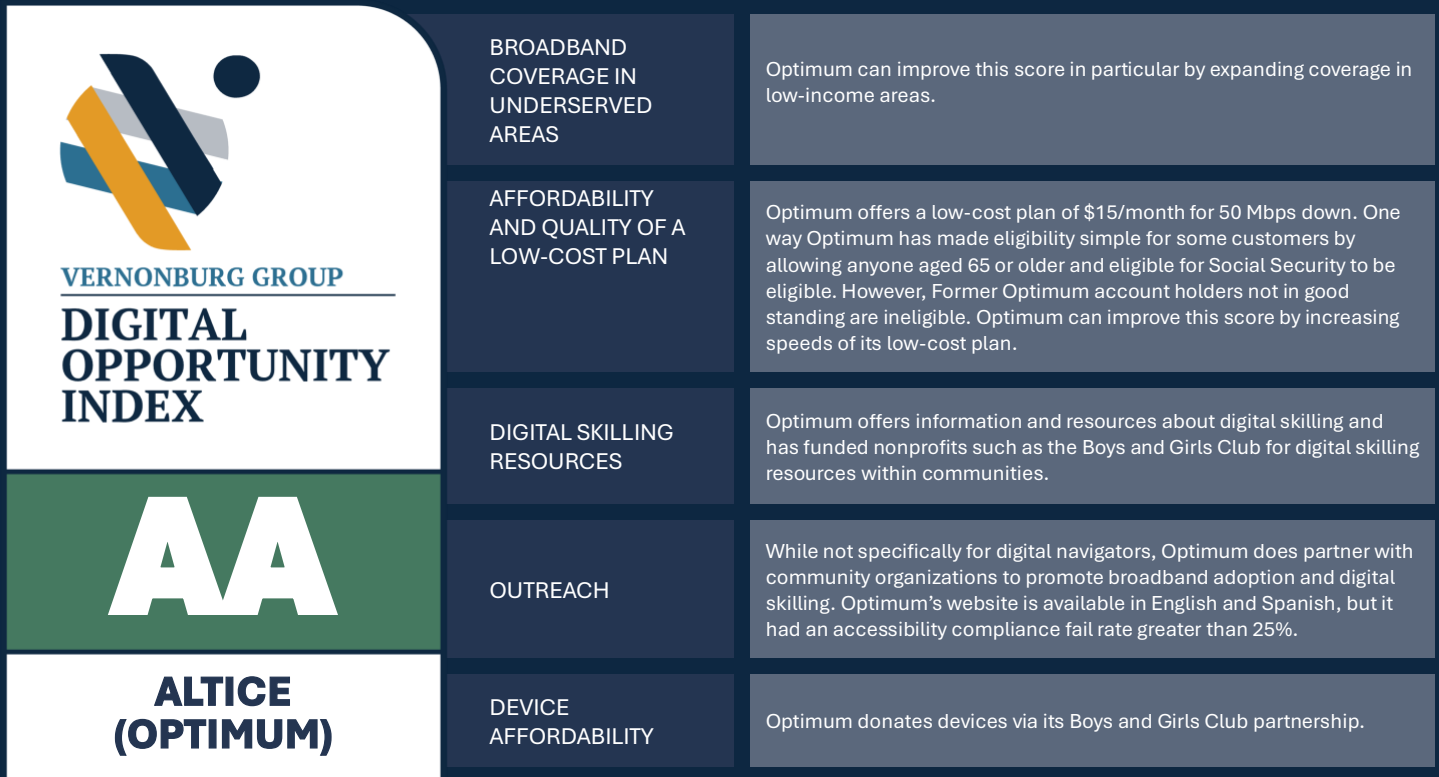 VERNONBURG GROUP
DIGITAL
OPPORTUNITY
INDEX
AA
ALTICE
(OPTIMUM)
BROADBAND
COVERAGE IN
UNDERSERVED
AREAS
Optimum can improve this score in particular by expanding coverage in
low-income areas.
AFFORDABILITY
AND QUALITY OF A
LOW-COST PLAN
Optimum offers a low-cost plan of $15/month for 50 Mbps down. One
way Optimum has made eligibility simple for some customers by
allowing anyone aged 65 or older and eligible for Social Security to be
eligible. However, Former Optimum account holders not in good
standing are ineligible. Optimum can improve this score by increasing
speeds of its low-cost plan.
DIGITAL SKILLING
RESOURCES
Optimum offers information and resources about digital skilling and
has funded nonprofits such as the Boys and Girls Club for digital skilling
resources within communities.
OUTREACH
While not specifically for digital navigators, Optimum does partner with
community organizations to promote broadband adoption and digital
skilling. Optimum’s website is available in English and Spanish, but it
had an accessibility compliance fail rate greater than 25%.
DEVICE
AFFORDABILITY
Optimum donates devices via its Boys and Girls Club partnership.